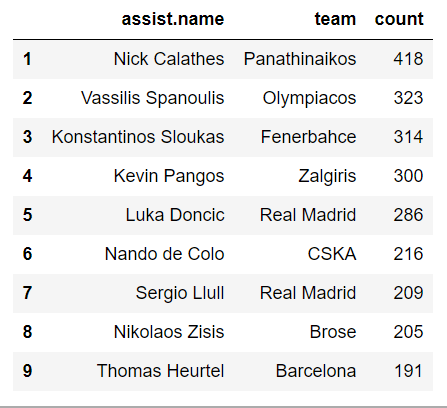 assist.name team count
1 Nick Calathes Panathinaikos 418
2 Vassilis Spanoulis Olympiacos 323
3 Konstantinos Sloukas Fenerbahce 314
4 Kevin Pangos Zalgiris 300
5 Luka Doncic Real Madrid 286
6 Nando de Colo CSKA 216
7 Sergio Llull Real Madrid 209
8 Nikolaos Zisis Brose 205
9 Thomas Heurtel Barcelona 191